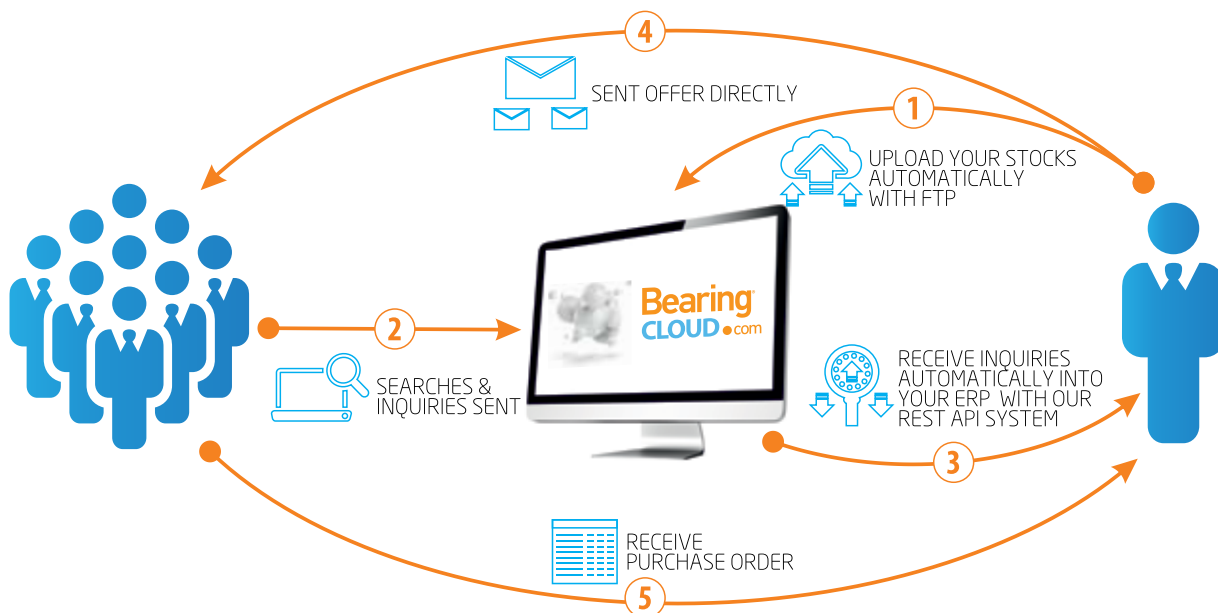 4
SENT OFFER DIRECTLY
1
UPLOAD YOUR STOCKS
AUTOMATICALLY
WITH FTP
Bearing
CLOUD.com
2
SEARCHES &
INQUIRIES SENT
RECEIVE INQUIRIES
AUTOMATICALLY INTO
YOUR ERP WITH OUR
REST API SYSTEM
3
RECEIVE
PURCHASE ORDER
5